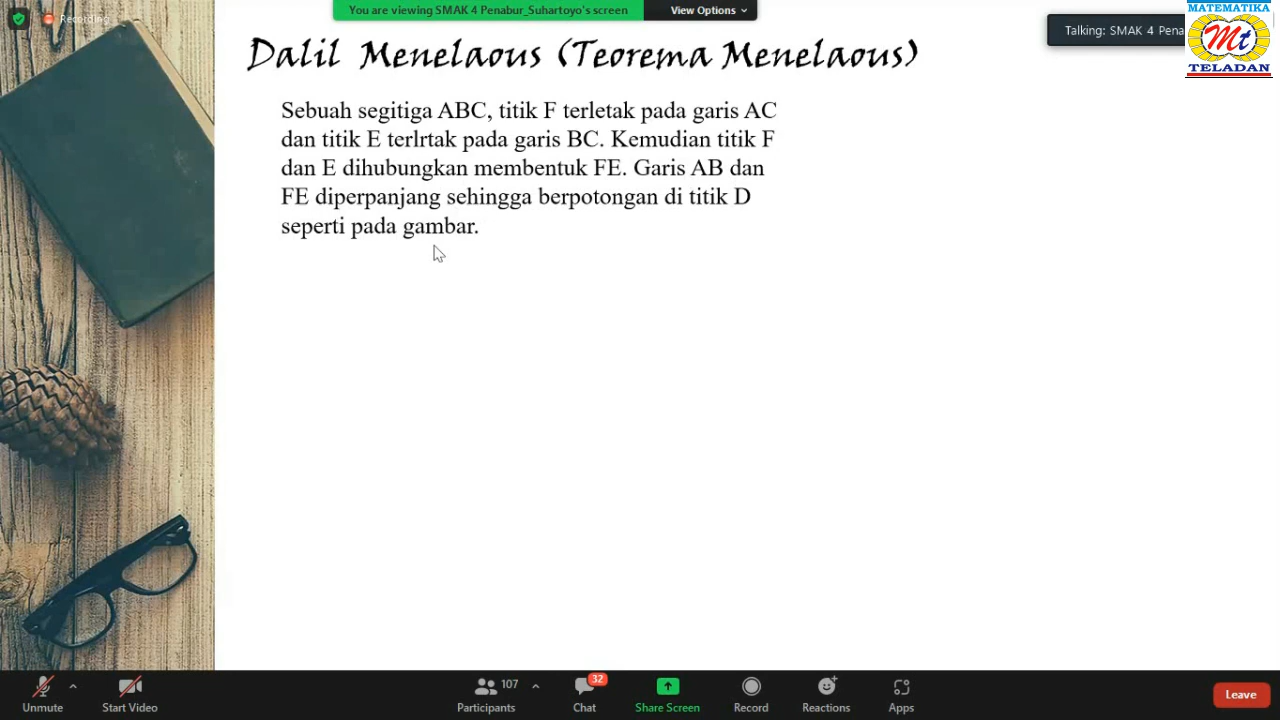 Recording
You are viewing SMAK 4 Penabur_Suhartoyo's screen
View Options
Talking: SMAK 4 Pena
MATEMATIKA
Mt
TELADAN
Dalil Menelaous (Teorema Menelaous)
Sebuah segitiga ABC, titik F terletak pada garis AC
dan titik E terlrtak pada garis BC. Kemudian titik F
dan E dihubungkan membentuk FE. Garis AB dan
FE diperpanjang sehingga berpotongan di titik D
seperti pada gambar.
Unmute
Start Video
107
Participants
32
Chat
Share Screen
Record
Reactions
Apps
Leave